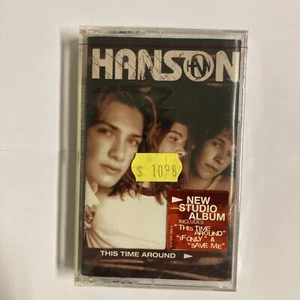 HANSON
$ 10.98
NEW
STUDIO
ALBUM
INCLUDES
"THIS TIME
AROUND"
"IF ONLY" &
"SAVE ME"
THIS TIME AROUND